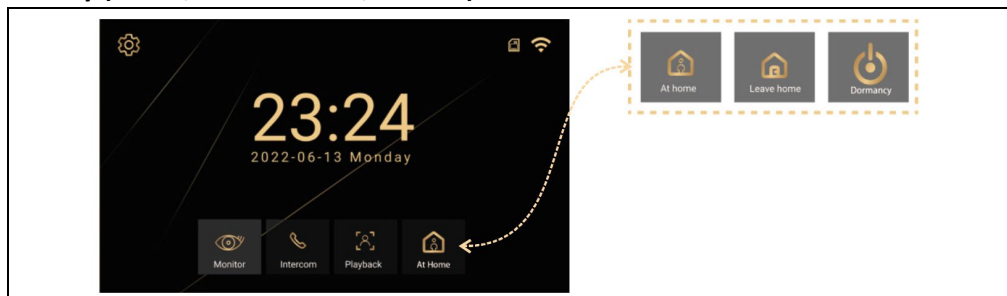 23:24
2022-06-13 Monday
Monitor
Intercom
Playback
At Home
At home
Leave home
Dormancy